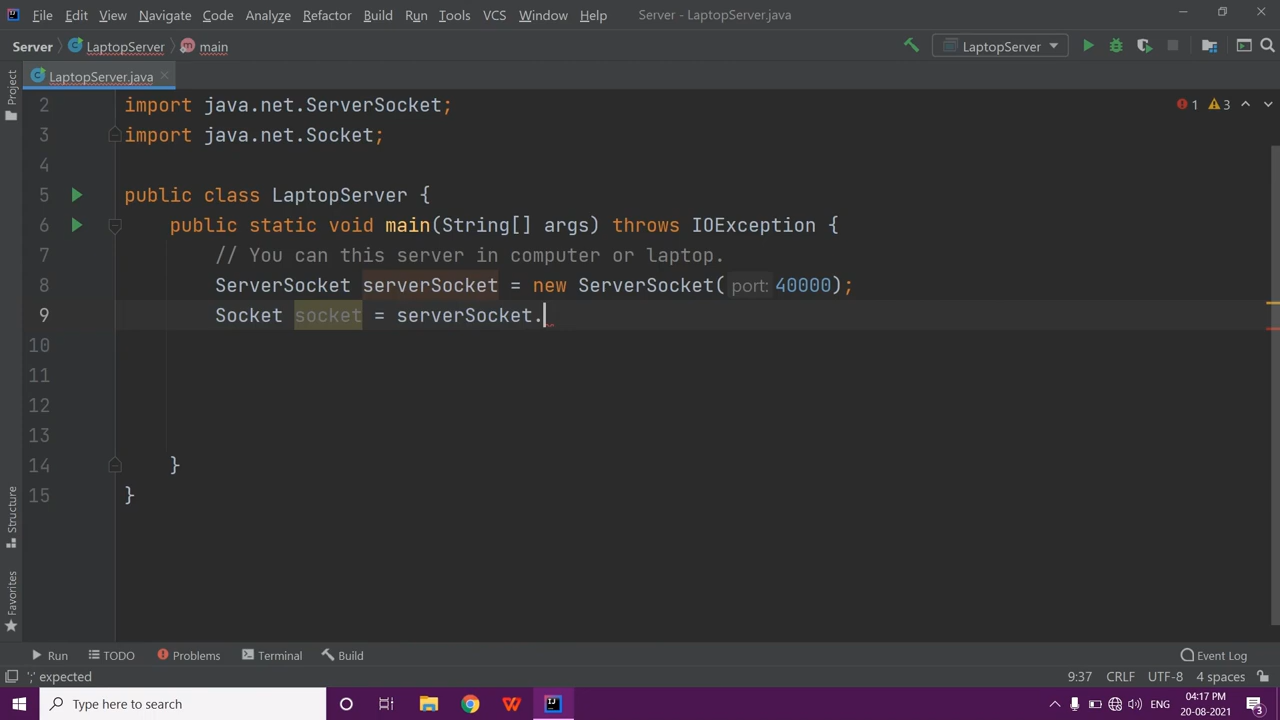 File Edit View Navigate Code Analyze Refactor Build Run Tools VCS Window Help Server - LaptopServer.java
Server LaptopServer main LaptopServer
Project
LaptopServer.java
2 import java.net.ServerSocket; 1 3
3 import java.net.Socket;
4
5 public class LaptopServer {
6 public static void main(String[] args) throws IOException {
7 // You can this server in computer or laptop.
8 ServerSocket serverSocket = new ServerSocket( port: 40000);
9 Socket socket = serverSocket.
10
11
12
13
14 }
15 }
Structure
Favorites
Run TODO Problems Terminal Build Event Log
';' expected 9:37 CRLF UTF-8 4 spaces
Type here to search ENG 04:17 PM
20-08-2021 3